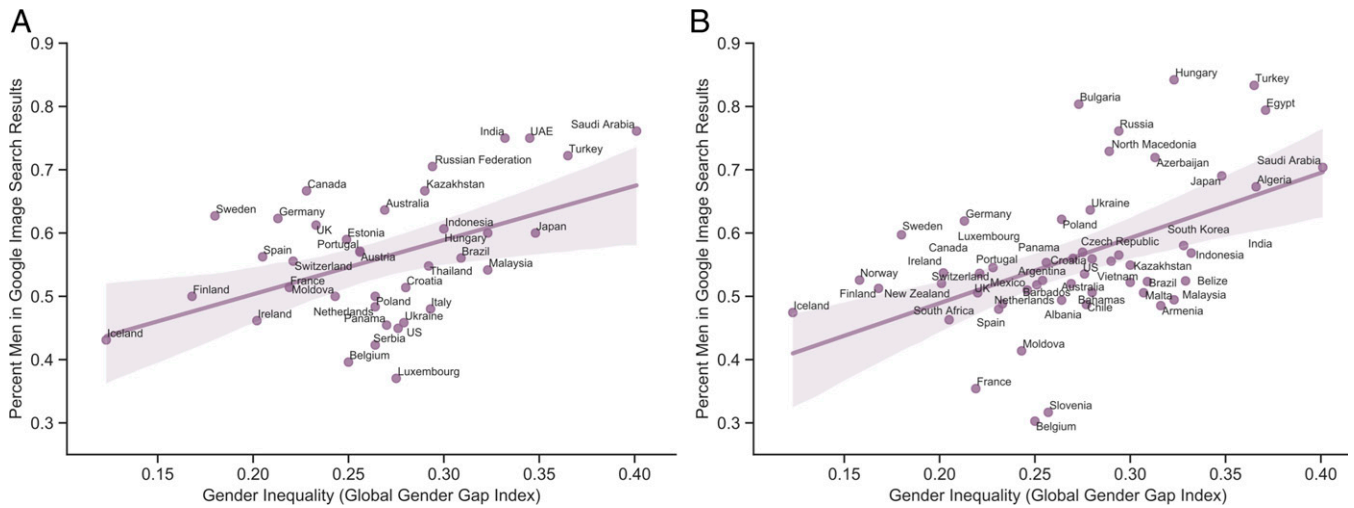 A
Percent Men in Google Image Search Results
0.9
0.8
0.7
0.6
0.5
0.4
0.3
Saudi Arabia
India
UAE
Turkey
Russian Federation
Canada
Kazakhstan
Sweden
Germany
Australia
UK
Estonia
Indonesia
Hungary
Japan
Portugal
Austria
Spain
Switzerland
Brazil
Thailand
Malaysia
Finland
France
Moldova
Croatia
Poland
Netherlands
Italy
Ireland
Panama
Ukraine
US
Iceland
Serbia
Belgium
Luxembourg
0.15
0.20
0.25
0.30
0.35
0.40
Gender Inequality (Global Gender Gap Index)
B
Percent Men in Google Image Search Results
0.9
0.8
0.7
0.6
0.5
0.4
0.3
Hungary
Turkey
Bulgaria
Egypt
Russia
North Macedonia
Azerbaijan
Saudi Arabia
Japan
Algeria
Ukraine
Germany
Poland
Sweden
South Korea
Luxembourg
Canada
Panama
Czech Republic
India
Ireland
Portugal
Croatia
Indonesia
Norway
Switzerland
Argentina
US
Vietnam
Kazakhstan
Finland
New Zealand
UK
Mexico
Barbados
Australia
Brazil
Belize
Iceland
South Africa
Netherlands
Bahamas
Malta
Malaysia
Spain
Albania
Chile
Armenia
Moldova
France
Slovenia
Belgium
0.15
0.20
0.25
0.30
0.35
0.40
Gender Inequality (Global Gender Gap Index)